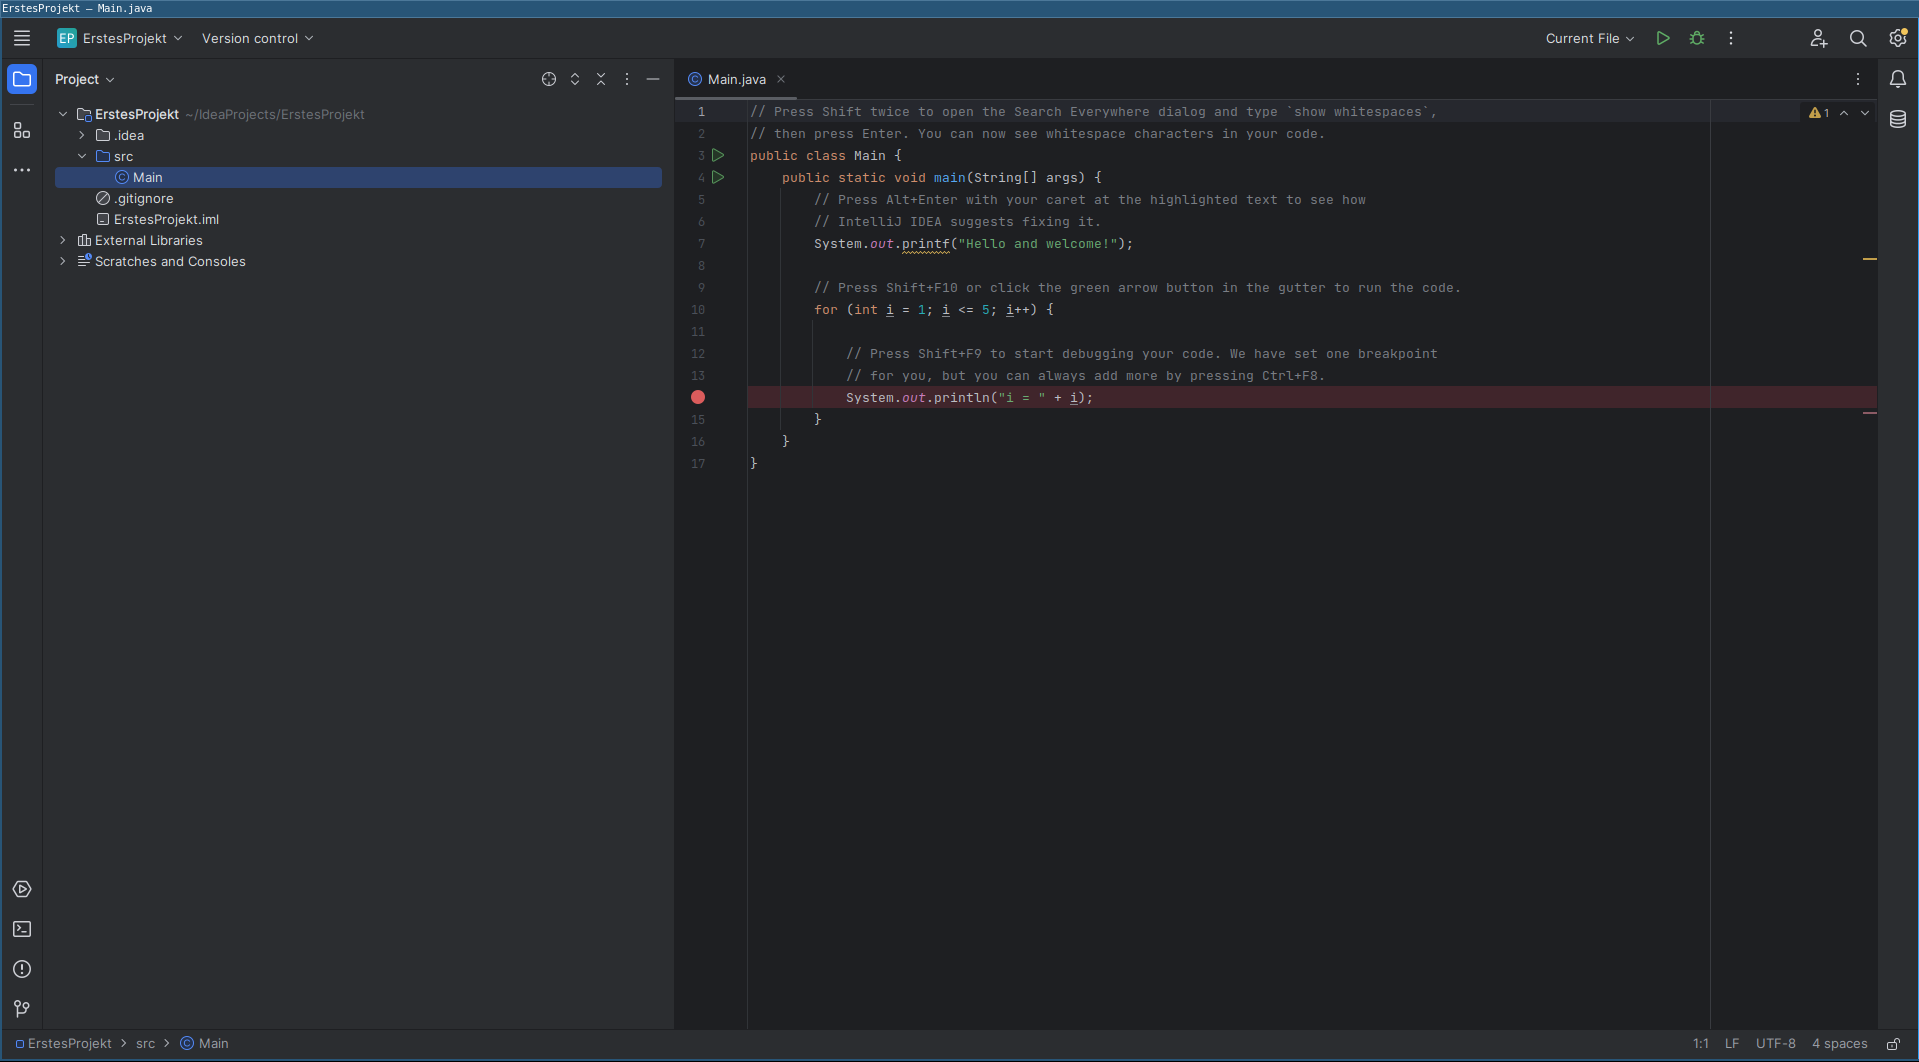 ErstesProjekt – Main.java
EP ErstesProjekt Version control Current File
Project
Main.java
ErstesProjekt ~/IdeaProjects/ErstesProjekt
.idea
src
Main
.gitignore
ErstesProjekt.iml
External Libraries
Scratches and Consoles
1 // Press Shift twice to open the Search Everywhere dialog and type `show whitespaces`,
2 // then press Enter. You can now see whitespace characters in your code.
3 public class Main {
4 public static void main(String[] args) {
5 // Press Alt+Enter with your caret at the highlighted text to see how
6 // IntelliJ IDEA suggests fixing it.
7 System.out.printf("Hello and welcome!");
8
9 // Press Shift+F10 or click the green arrow button in the gutter to run the code.
10 for (int i = 1; i <= 5; i++) {
11
12 // Press Shift+F9 to start debugging your code. We have set one breakpoint
13 // for you, but you can always add more by pressing Ctrl+F8.
System.out.println("i = " + i);
15 }
16 }
17 }
1
ErstesProjekt > src > Main 1:1 LF UTF-8 4 spaces